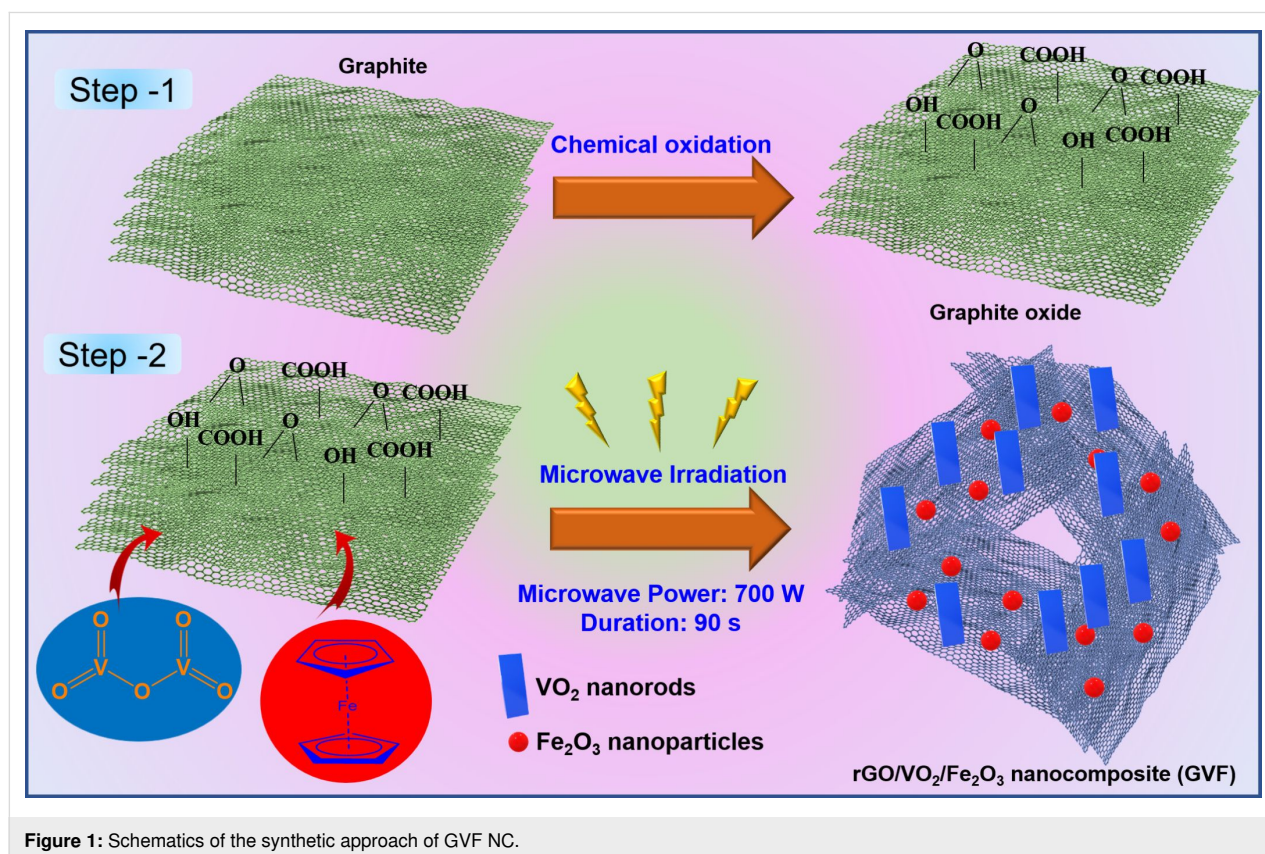 Step -1
Graphite
Chemical oxidation
O
COOH
O
COOH
OH
COOH
O
OH
COOH
Graphite oxide
Step -2
O
COOH
O
COOH
OH
COOH
O
OH
COOH
Microwave Irradiation
Microwave Power: 700 W
Duration: 90 s
O
O
V
V
O
O
O
Fe
VO₂ nanorods
Fe₂O₃ nanoparticles
rGO/VO₂/Fe₂O₃ nanocomposite (GVF)
Figure 1: Schematics of the synthetic approach of GVF NC.